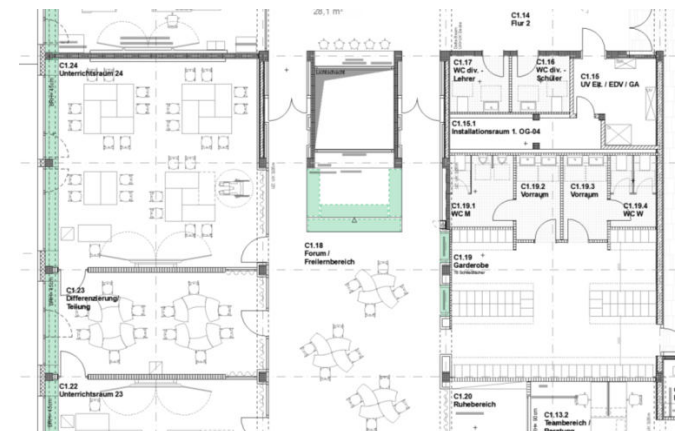 28,1 m²
C1.14
Flur 2
C1.24
Unterrichtsraum 24
C1.17
WC div. -
Lehrer
C1.16
WC div. -
Schüler
C1.15
UV Elt. / EDV / GA
C1.15.1
Installationsraum 1. OG-04
C1.19.1
WC M
C1.19.2
Vorraum
C1.19.3
Vorraum
C1.19.4
WC W
C1.18
Forum /
Freilernbereich
C1.19
Garderobe
C1.23
Differenzierung/
Teilung
C1.22
Unterrichtsraum 23
C1.20
Ruhebereich
C1.13.2
Teambereich /